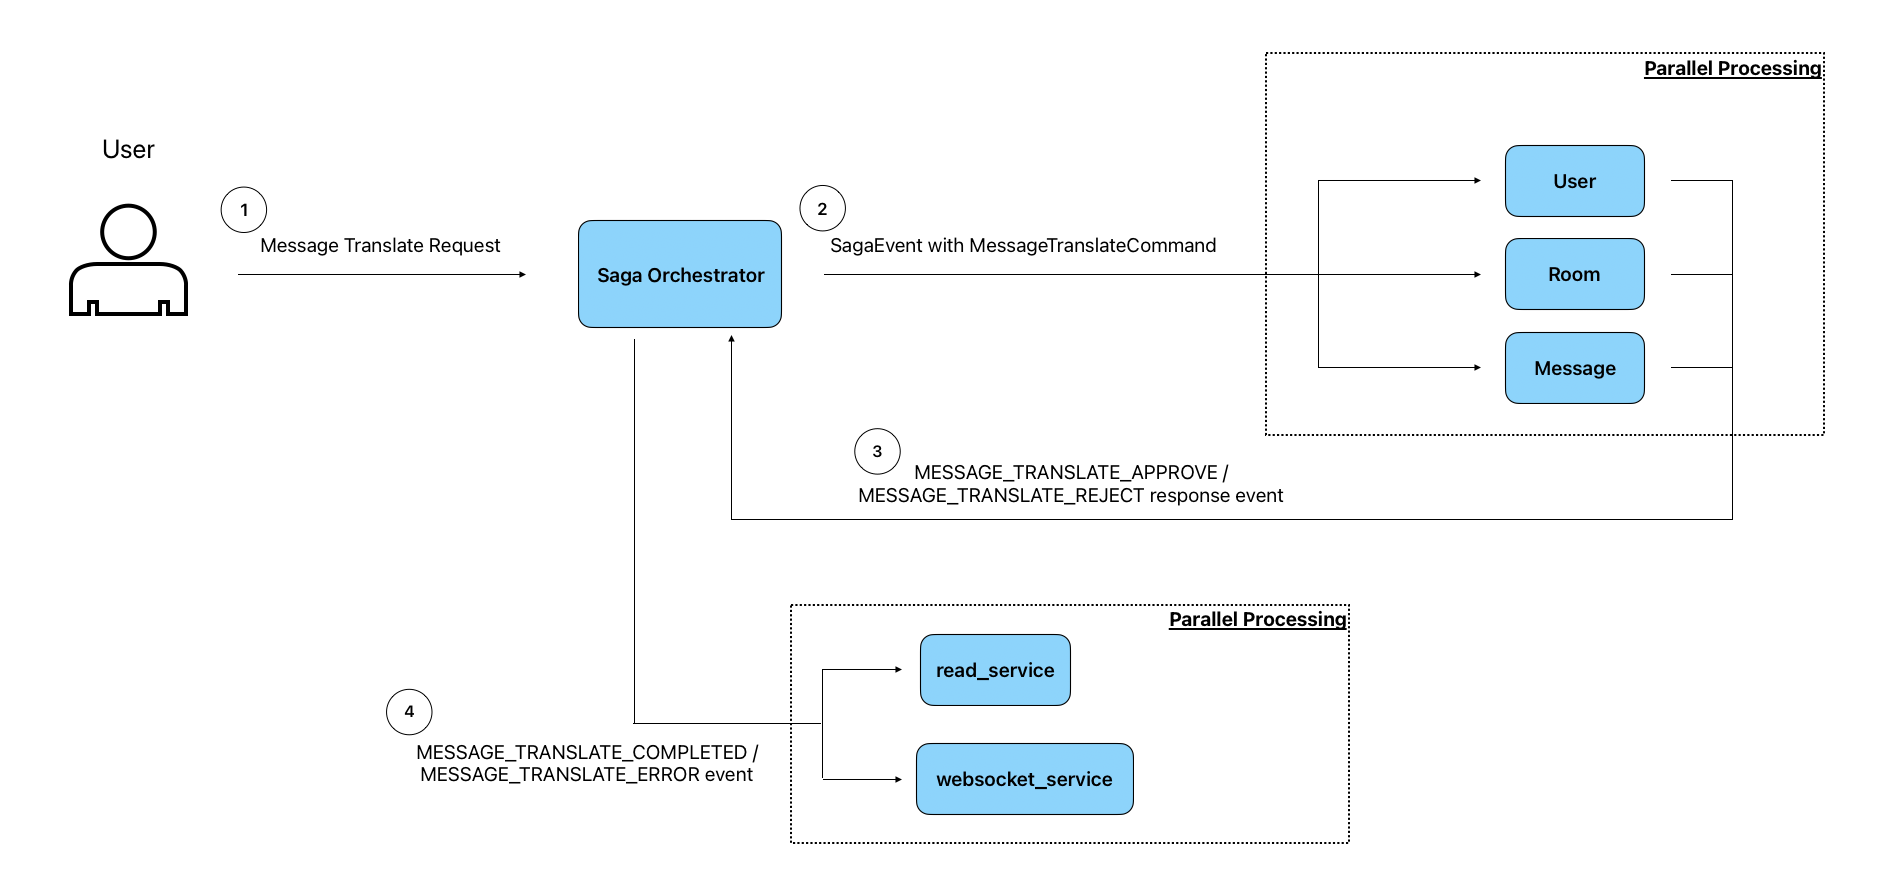 Parallel Processing
User
1
Message Translate Request
Saga Orchestrator
2
SagaEvent with MessageTranslateCommand
User
Room
Message
3
MESSAGE_TRANSLATE_APPROVE /
MESSAGE_TRANSLATE_REJECT response event
Parallel Processing
read_service
4
MESSAGE_TRANSLATE_COMPLETED /
MESSAGE_TRANSLATE_ERROR event
websocket_service